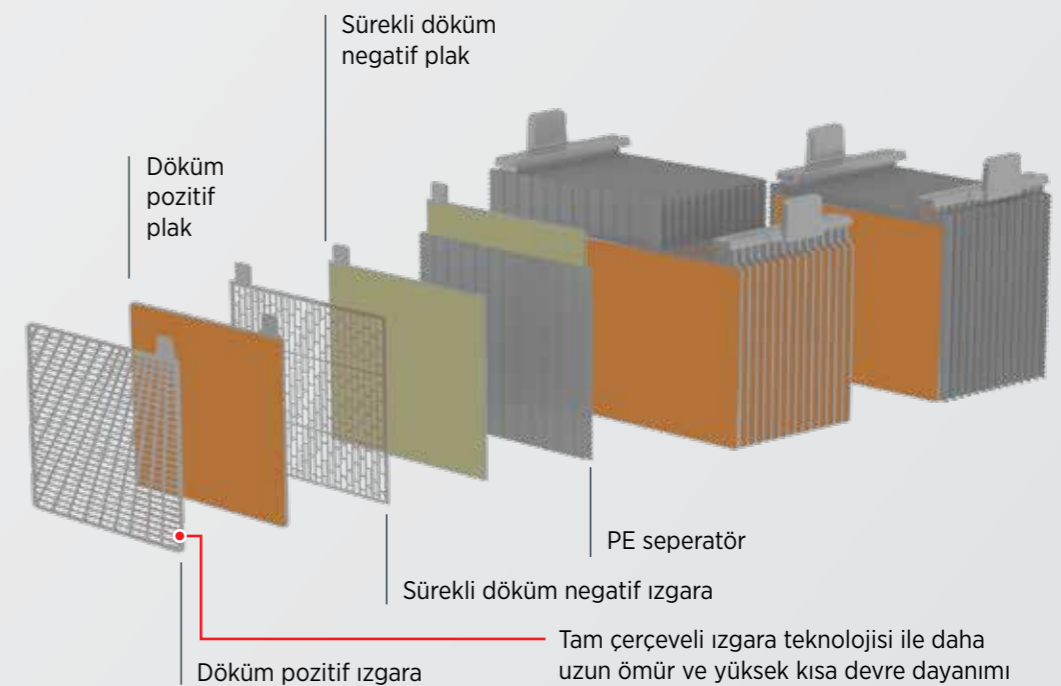 Sürekli döküm
negatif plak
Döküm
pozitif
plak
PE seperatör
Sürekli döküm negatif ızgara
Tam çerçeveli ızgara teknolojisi ile daha
uzun ömür ve yüksek kısa devre dayanımı
Döküm pozitif ızgara